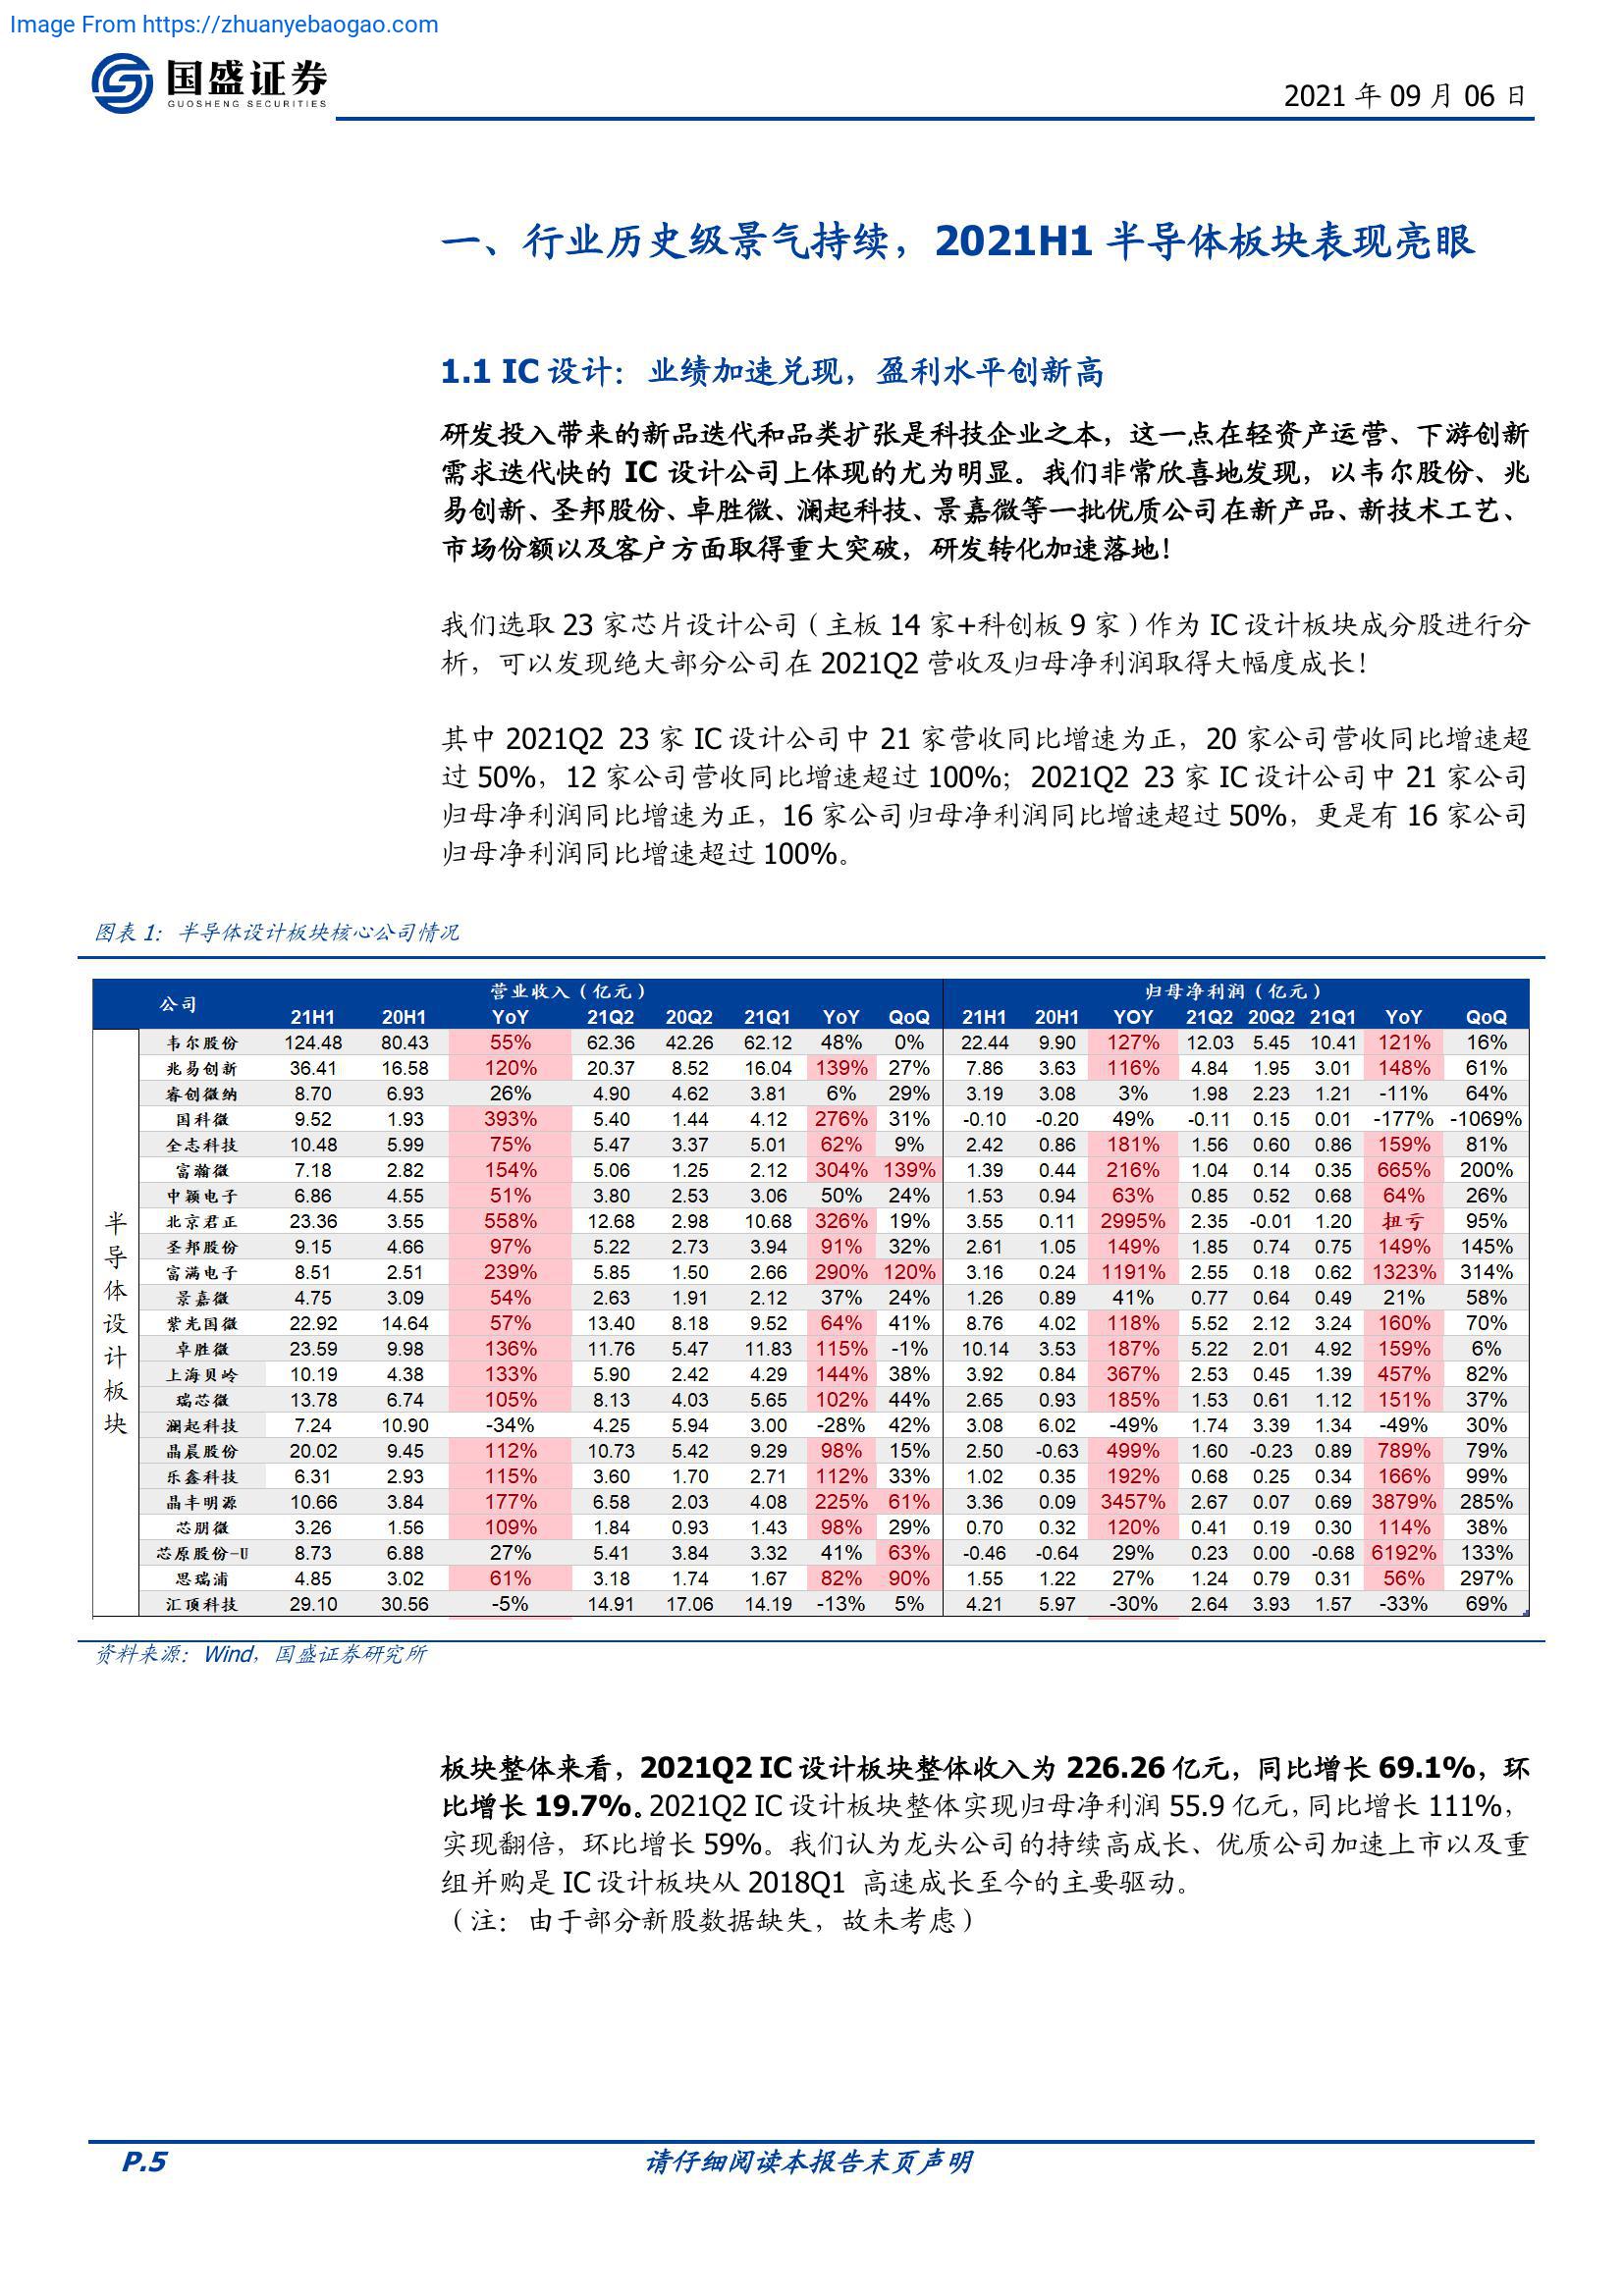 Image From https://zhuanyebaogao.com
国盛证券
GUOSHENG SECURITIES
2021 年 09 月 06 日
一、行业历史级景气持续，2021H1 半导体板块表现亮眼
1.1 IC 设计：业绩加速兑现，盈利水平创新高
研发投入带来的新品迭代和品类扩张是科技企业之本，这一点在轻资产运营、下游创新
需求迭代快的 IC 设计公司上体现的尤为明显。我们非常欣喜地发现，以韦尔股份、兆
易创新、圣邦股份、卓胜微、澜起科技、景嘉微等一批优质公司在新产品、新技术工艺、
市场份额以及客户方面取得重大突破，研发转化加速落地！
我们选取 23 家芯片设计公司（主板 14 家+科创板 9 家）作为 IC 设计板块成分股进行分
析，可以发现绝大部分公司在 2021Q2 营收及归母净利润取得大幅度成长！
其中 2021Q2 23 家 IC 设计公司中 21 家营收同比增速为正，20 家公司营收同比增速超
过 50%，12 家公司营收同比增速超过 100%；2021Q2 23 家 IC 设计公司中 21 家公司
归母净利润同比增速为正，16 家公司归母净利润同比增速超过 50%，更是有 16 家公司
归母净利润同比增速超过 100%。
图表 1：半导体设计板块核心公司情况
公司 营业收入（亿元） 归母净利润（亿元）
21H1 20H1 YoY 21Q2 20Q2 21Q1 YoY QoQ 21H1 20H1 YOY 21Q2 20Q2 21Q1 YoY QoQ
半导体设计板块
韦尔股份 124.48 80.43 55% 62.36 42.26 62.12 48% 0% 22.44 9.90 127% 12.03 5.45 10.41 121% 16%
兆易创新 36.41 16.58 120% 20.37 8.52 16.04 139% 27% 7.86 3.63 116% 4.84 1.95 3.01 148% 61%
睿创微纳 8.70 6.93 26% 4.90 4.62 3.81 6% 29% 3.19 3.08 3% 1.98 2.23 1.21 -11% 64%
国科微 9.52 1.93 393% 5.40 1.44 4.12 276% 31% -0.10 -0.20 49% -0.11 0.15 0.01 -177% -1069%
全志科技 10.48 5.99 75% 5.47 3.37 5.01 62% 9% 2.42 0.86 181% 1.56 0.60 0.86 159% 81%
富瀚微 7.18 2.82 154% 5.06 1.25 2.12 304% 139% 1.39 0.44 216% 1.04 0.14 0.35 665% 200%
中颖电子 6.86 4.55 51% 3.80 2.53 3.06 50% 24% 1.53 0.94 63% 0.85 0.52 0.68 64% 26%
北京君正 23.36 3.55 558% 12.68 2.98 10.68 326% 19% 3.55 0.11 2995% 2.35 -0.01 1.20 扭亏 95%
圣邦股份 9.15 4.66 97% 5.22 2.73 3.94 91% 32% 2.61 1.05 149% 1.85 0.74 0.75 149% 145%
富满电子 8.51 2.51 239% 5.85 1.50 2.66 290% 120% 3.16 0.24 1191% 2.55 0.18 0.62 1323% 314%
景嘉微 4.75 3.09 54% 2.63 1.91 2.12 37% 24% 1.26 0.89 41% 0.77 0.64 0.49 21% 58%
紫光国微 22.92 14.64 57% 13.40 8.18 9.52 64% 41% 8.76 4.02 118% 5.52 2.12 3.24 160% 70%
卓胜微 23.59 9.98 136% 11.76 5.47 11.83 115% -1% 10.14 3.53 187% 5.22 2.01 4.92 159% 6%
上海贝岭 10.19 4.38 133% 5.90 2.42 4.29 144% 38% 3.92 0.84 367% 2.53 0.45 1.39 457% 82%
瑞芯微 13.78 6.74 105% 8.13 4.03 5.65 102% 44% 2.65 0.93 185% 1.53 0.61 1.12 151% 37%
澜起科技 7.24 10.90 -34% 4.25 5.94 3.00 -28% 42% 3.08 6.02 -49% 1.74 3.39 1.34 -49% 30%
晶晨股份 20.02 9.45 112% 10.73 5.42 9.29 98% 15% 2.50 -0.63 499% 1.60 -0.23 0.89 789% 79%
乐鑫科技 6.31 2.93 115% 3.60 1.70 2.71 112% 33% 1.02 0.35 192% 0.68 0.25 0.34 166% 99%
晶丰明源 10.66 3.84 177% 6.58 2.03 4.08 225% 61% 3.36 0.09 3457% 2.67 0.07 0.69 3879% 285%
芯朋微 3.26 1.56 109% 1.84 0.93 1.43 98% 29% 0.70 0.32 120% 0.41 0.19 0.30 114% 38%
芯原股份-U 8.73 6.88 27% 5.41 3.84 3.32 41% 63% -0.46 -0.64 29% 0.23 0.00 -0.68 6192% 133%
思瑞浦 4.85 3.02 61% 3.18 1.74 1.67 82% 90% 1.55 1.22 27% 1.24 0.79 0.31 56% 297%
汇顶科技 29.10 30.56 -5% 14.91 17.06 14.19 -13% 5% 4.21 5.97 -30% 2.64 3.93 1.57 -33% 69%
资料来源：Wind，国盛证券研究所
板块整体来看，2021Q2 IC 设计板块整体收入为 226.26 亿元，同比增长 69.1%，环
比增长 19.7%。2021Q2 IC 设计板块整体实现归母净利润 55.9 亿元，同比增长 111%，
实现翻倍，环比增长 59%。我们认为龙头公司的持续高成长、优质公司加速上市以及重
组并购是 IC 设计板块从 2018Q1 高速成长至今的主要驱动。
（注：由于部分新股数据缺失，故未考虑）
P.5
请仔细阅读本报告末页声明